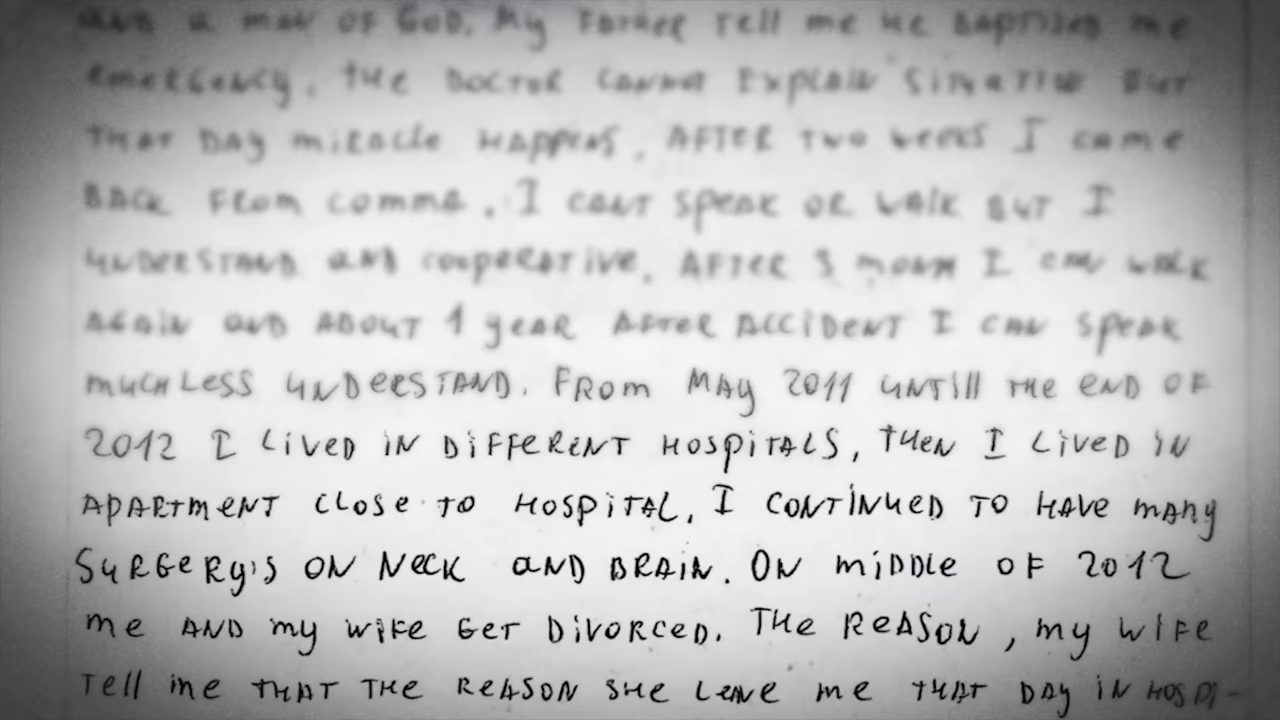 and a man of God. My Father Tell me He Baptized me
emergency. The Doctor cannot Explain Situation But
That Day miracle Happens. After Two weeks I came
Back From comma. I cant speak or walk But I
understand and cooperative. After 3 month I can walk
again and about 1 year after accident I can speak
much Less understand. From May 2011 untill The end of
2012 I Lived in Different Hospitals, Then I Lived in
apartment close to Hospital. I continued to Have many
Surgery's on Neck and Brain. On middle of 2012
me and my wife Get Divorced. The Reason, my wife
Tell me That The Reason She Leave me That Day in Hospi-